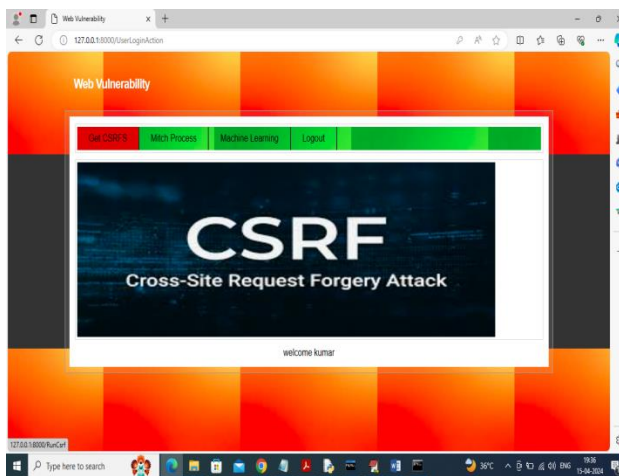 Web Vulnerability
127.0.0.1:8000/UserLoginAction
Web Vulnerability
Get CSRFS Mitch Process Machine Learning Logout
CSRF
Cross-Site Request Forgery Attack
welcome kumar
127.0.0.1:8000/RunCsrf
Type here to search
36°C
ENG
19:36
15-04-2024